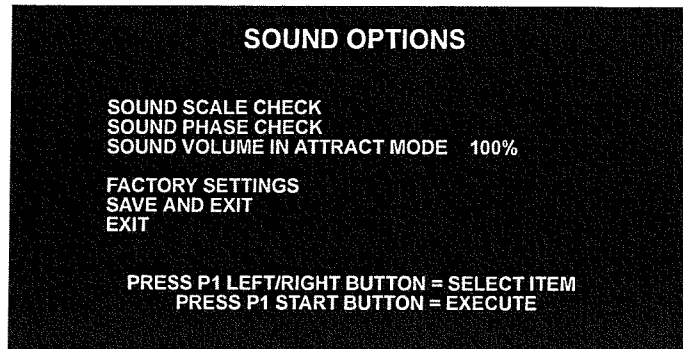 SOUND OPTIONS
SOUND SCALE CHECK
SOUND PHASE CHECK
SOUND VOLUME IN ATTRACT MODE 100%
FACTORY SETTINGS
SAVE AND EXIT
EXIT
PRESS P1 LEFT/RIGHT BUTTON = SELECT ITEM
PRESS P1 START BUTTON = EXECUTE